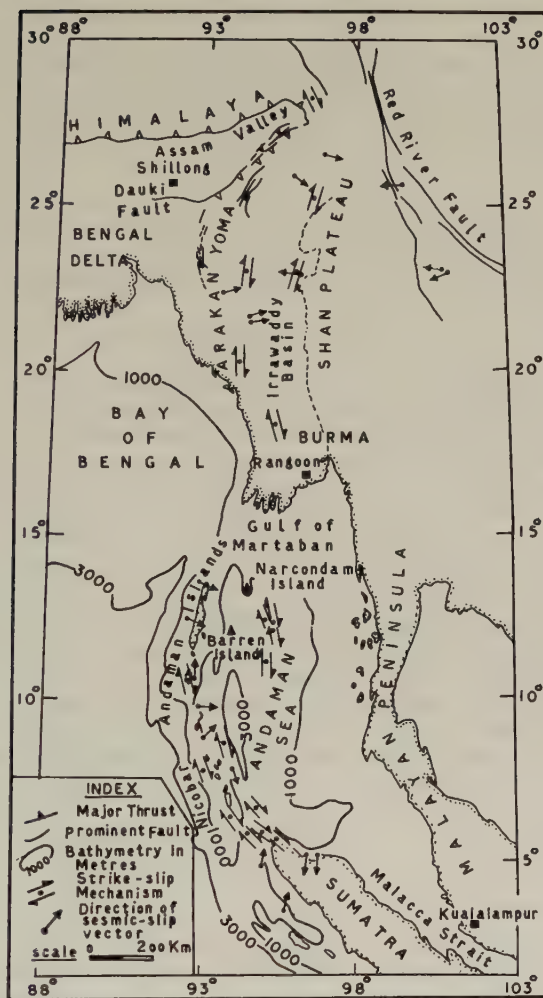 88° 93° 98° 103°
30° 30°
HIMALAYA
Assam Valley
Shillong
Dauki
Fault
Red River Fault
25° 25°
BENGAL
DELTA
ARAKAN YOMA
SHAN PLATEAU
Irrawaddy
Basin
20° 20°
1000
BAY
OF
BENGAL
BURMA
Rangoon
15° 15°
Gulf of
Martaban
3000
Narcondam
Island
Andaman Islands
Barren
Island
PENINSULA
10° 10°
ANDAMAN
SEA
3000
1000
MALAYAN
Nicobar
1000
INDEX
Major Thrust
Prominent Fault
1000
Bathymetry in
Metres
Strike-slip
Mechanism
Direction of
sesmic-slip
vector
scale 0 200 Km
5° 5°
Malacca Strait
SUMATRA
Kualalampur
3000
1000
88° 93° 98° 103°